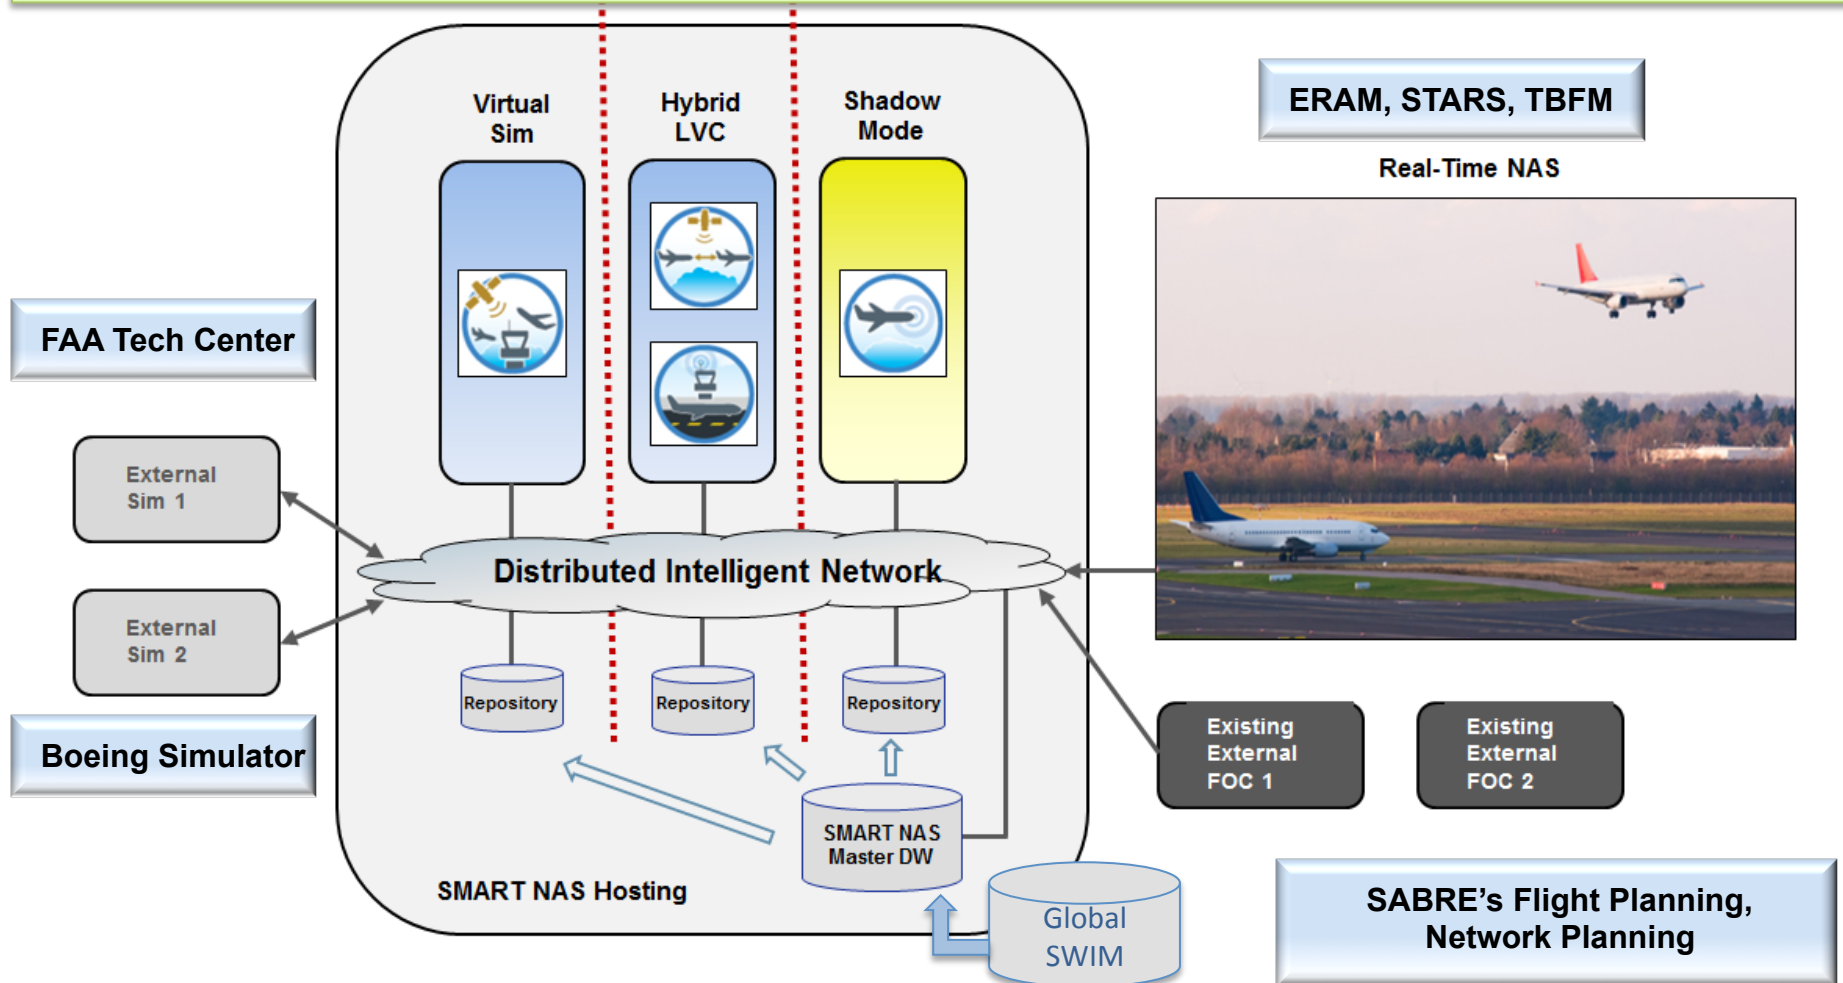 Virtual
Sim
Hybrid
LVC
Shadow
Mode
ERAM, STARS, TBFM
Real-Time NAS
FAA Tech Center
External
Sim 1
Distributed Intelligent Network
External
Sim 2
Repository
Repository
Repository
Boeing Simulator
Existing
External
FOC 1
Existing
External
FOC 2
SMART NAS
Master DW
SMART NAS Hosting
Global
SWIM
SABRE’s Flight Planning,
Network Planning